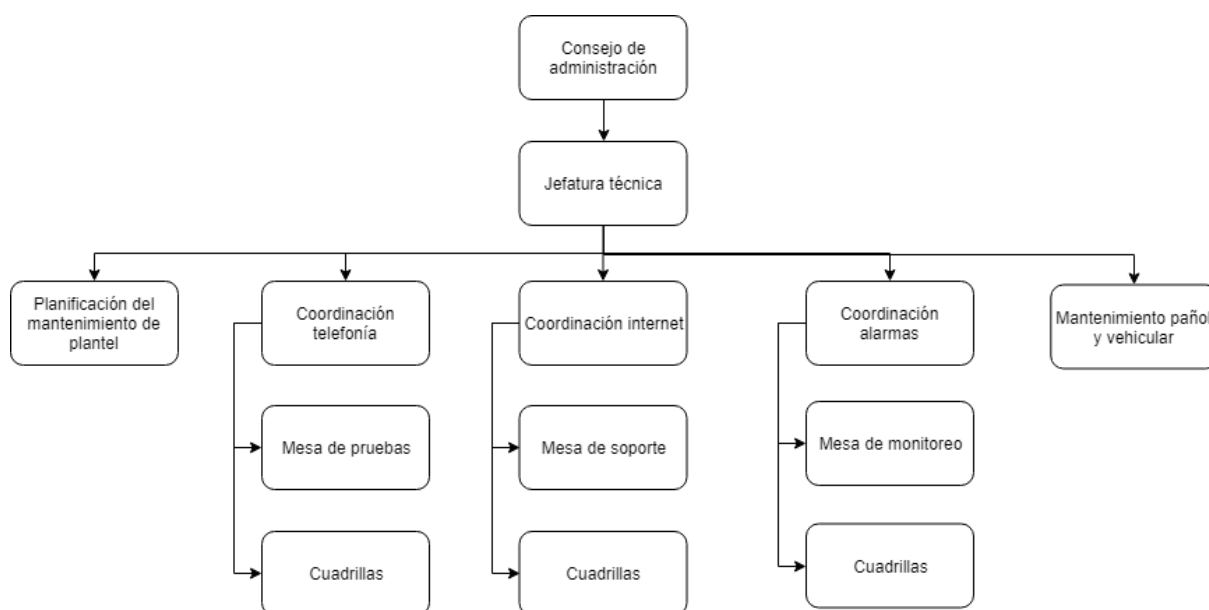 Consejo de
administración
Jefatura técnica
Planificación del
mantenimiento de
plantel
Coordinación
telefonía
Coordinación internet
Coordinación
alarmas
Mantenimiento pañol
y vehicular
Mesa de pruebas
Mesa de soporte
Mesa de monitoreo
Cuadrillas
Cuadrillas
Cuadrillas